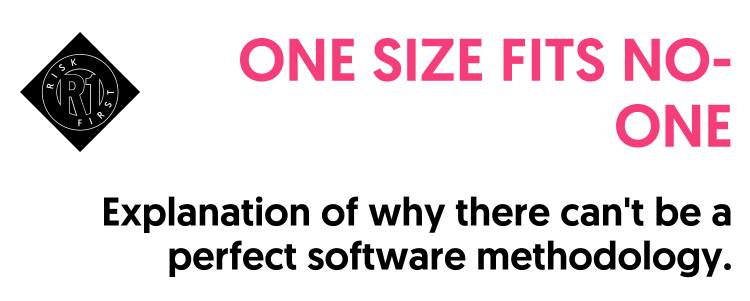 RISK
R1
FIRST
ONE SIZE FITS NO-
ONE
Explanation of why there can't be a
perfect software methodology.